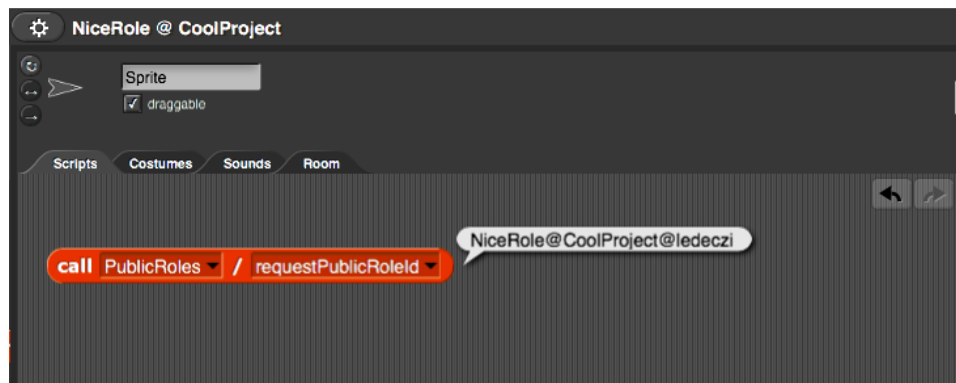 NiceRole @ CoolProject
Sprite
draggable
Scripts Costumes Sounds Room
NiceRole@CoolProject@ledeczi
call PublicRoles / requestPublicRoleId